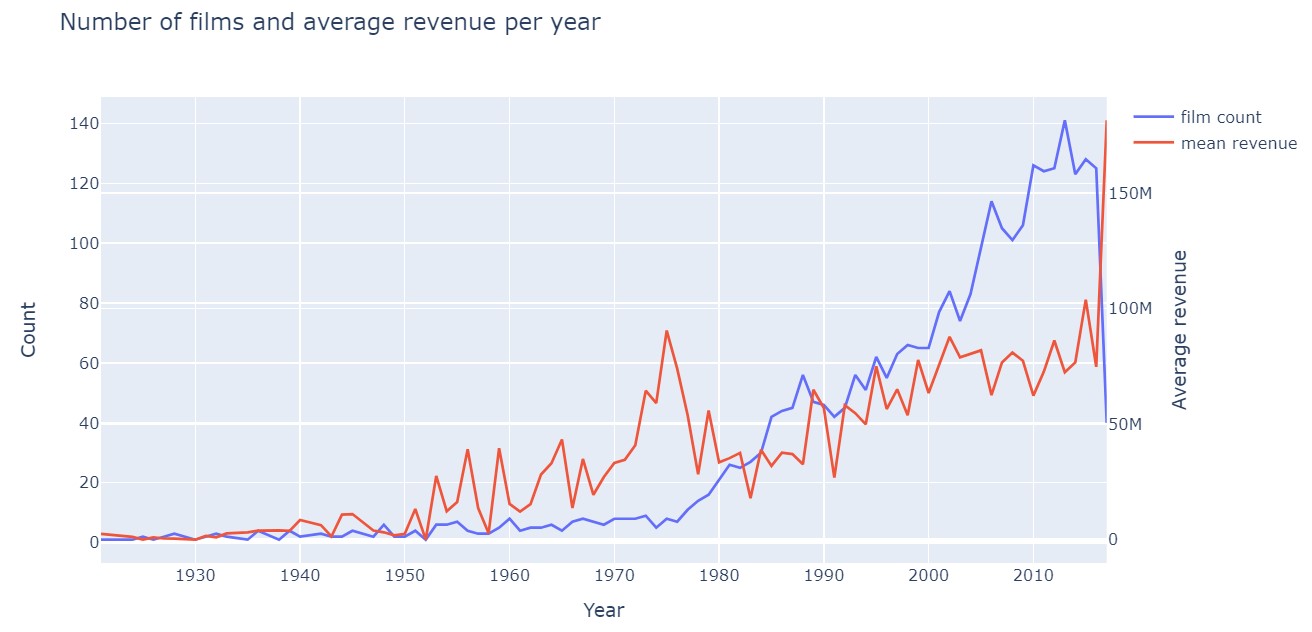 Number of films and average revenue per year
film count
mean revenue
140
120
100
80
60
40
20
0
150M
100M
50M
0
Count
Average revenue
1930 1940 1950 1960 1970 1980 1990 2000 2010
Year